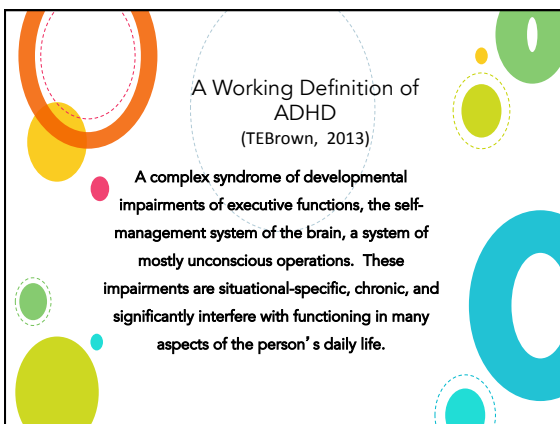 A Working Definition of
ADHD
(TEBrown, 2013)
A complex syndrome of developmental
impairments of executive functions, the self-
management system of the brain, a system of
mostly unconscious operations. These
impairments are situational-specific, chronic, and
significantly interfere with functioning in many
aspects of the person's daily life.